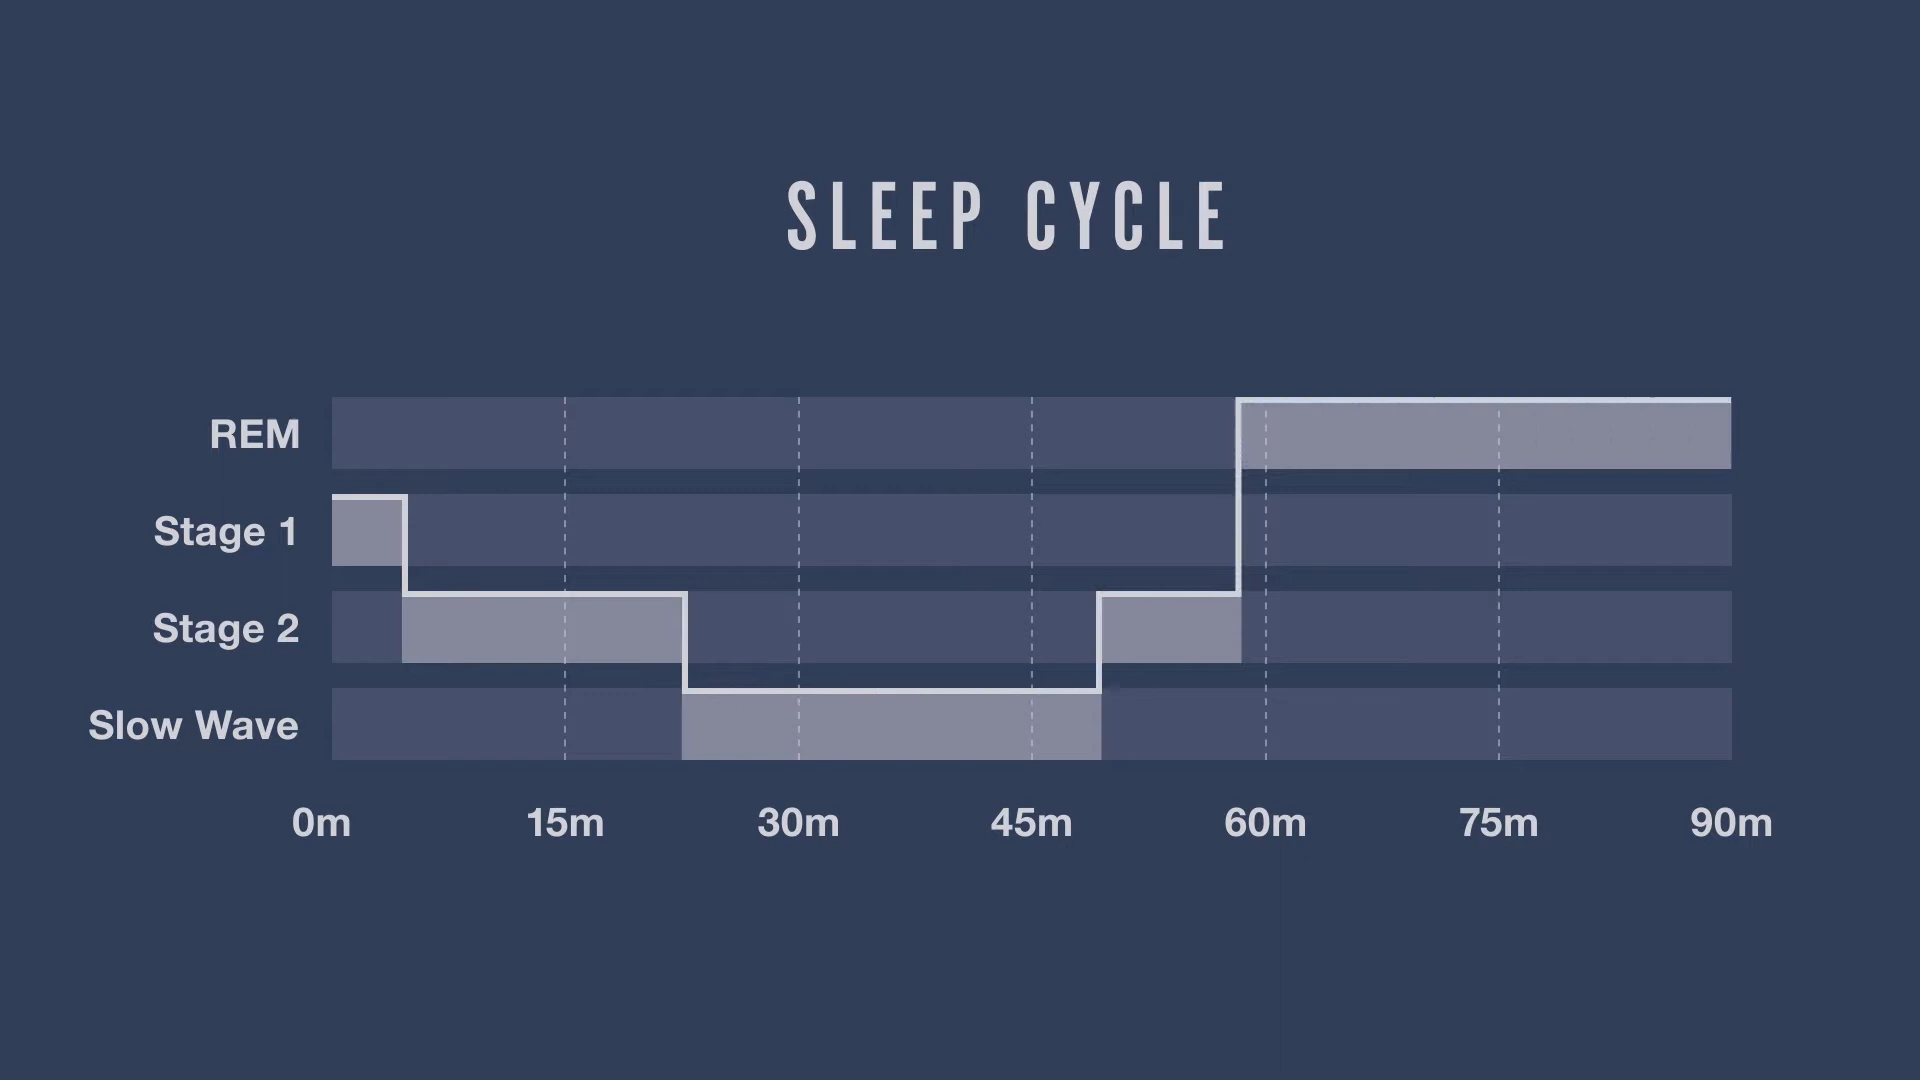 SLEEP CYCLE
REM
Stage 1
Stage 2
Slow Wave
0m 15m 30m 45m 60m 75m 90m